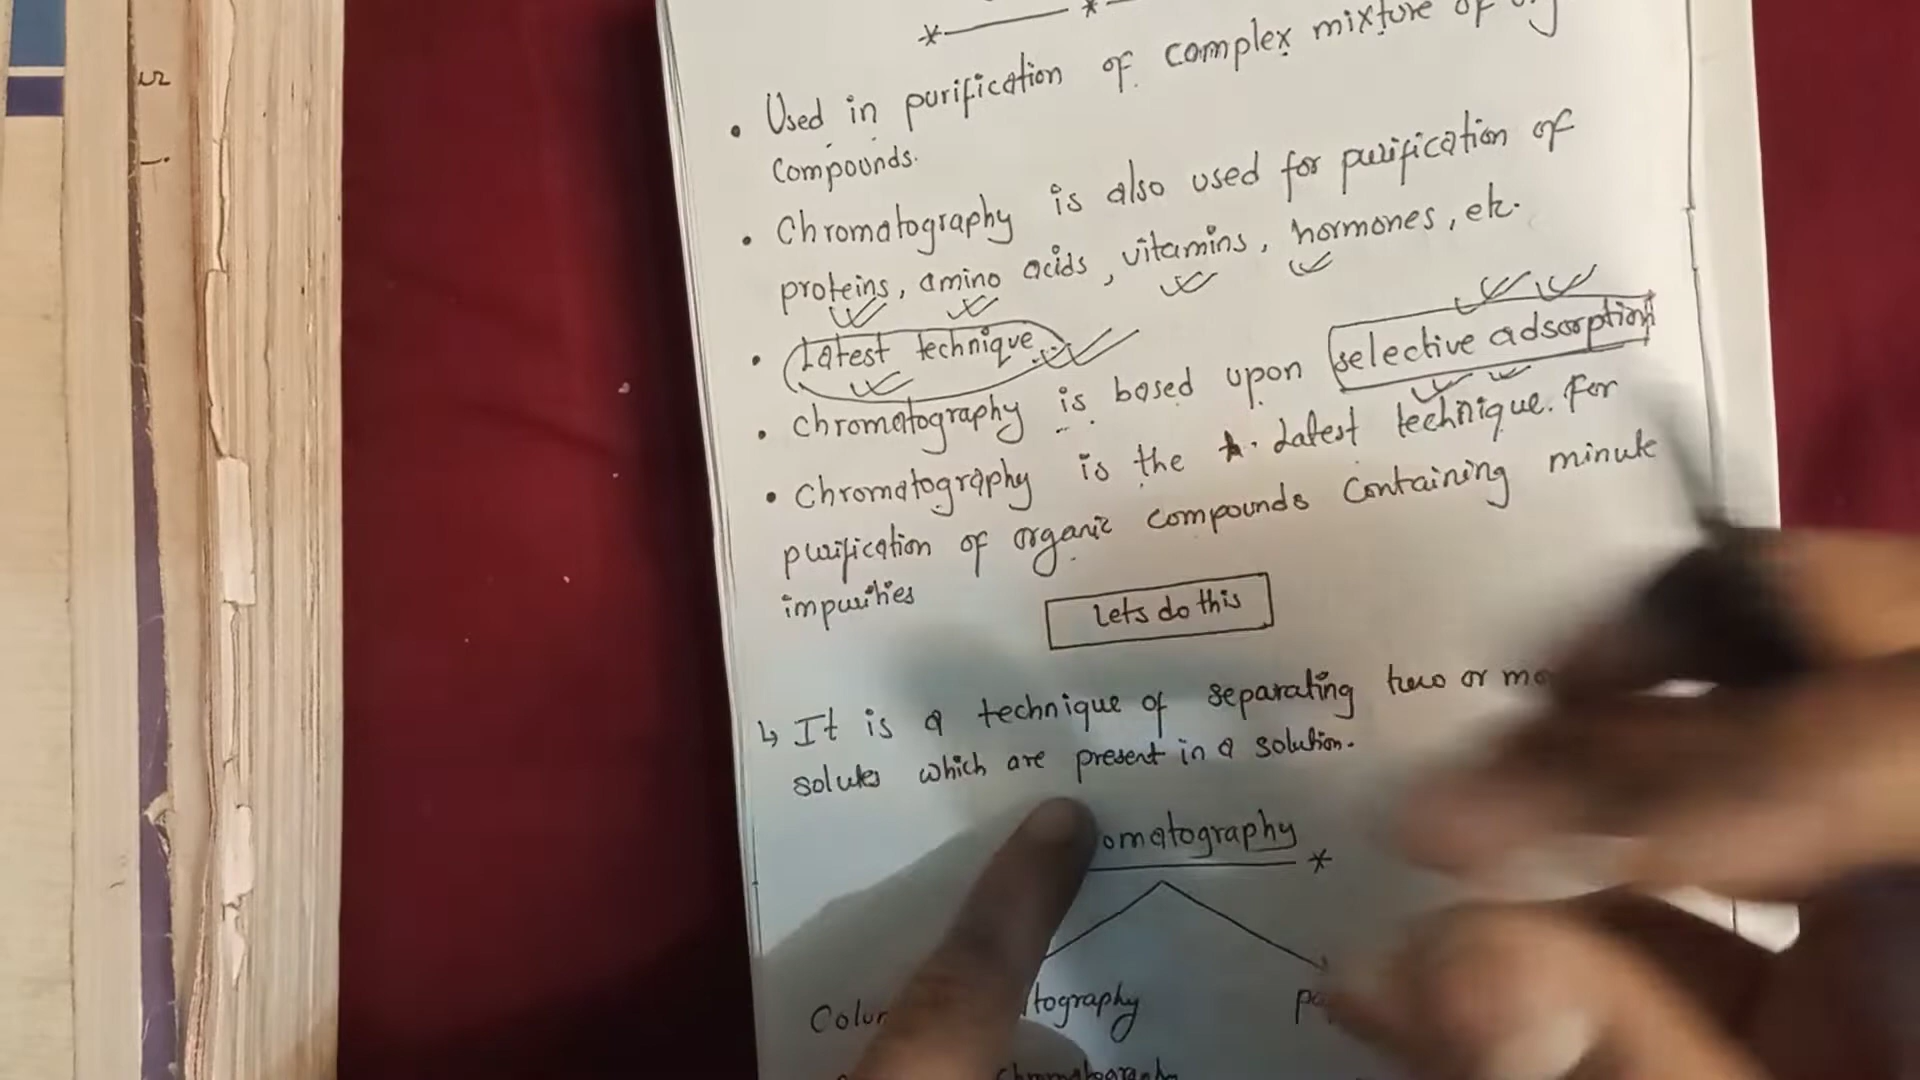 Used in purification of complex mixture of
compounds.
Chromatography is also used for purification of
proteins, amino acids, vitamins, hormones, etc.
Latest technique
chromatography is based upon selective adsorption
Chromatography is the Latest technique. For
purification of organic compounds containing minute
impurities
Lets do this
It is a technique of separating two or
solutes which are present in a solution.
omatography
tography
chromatography